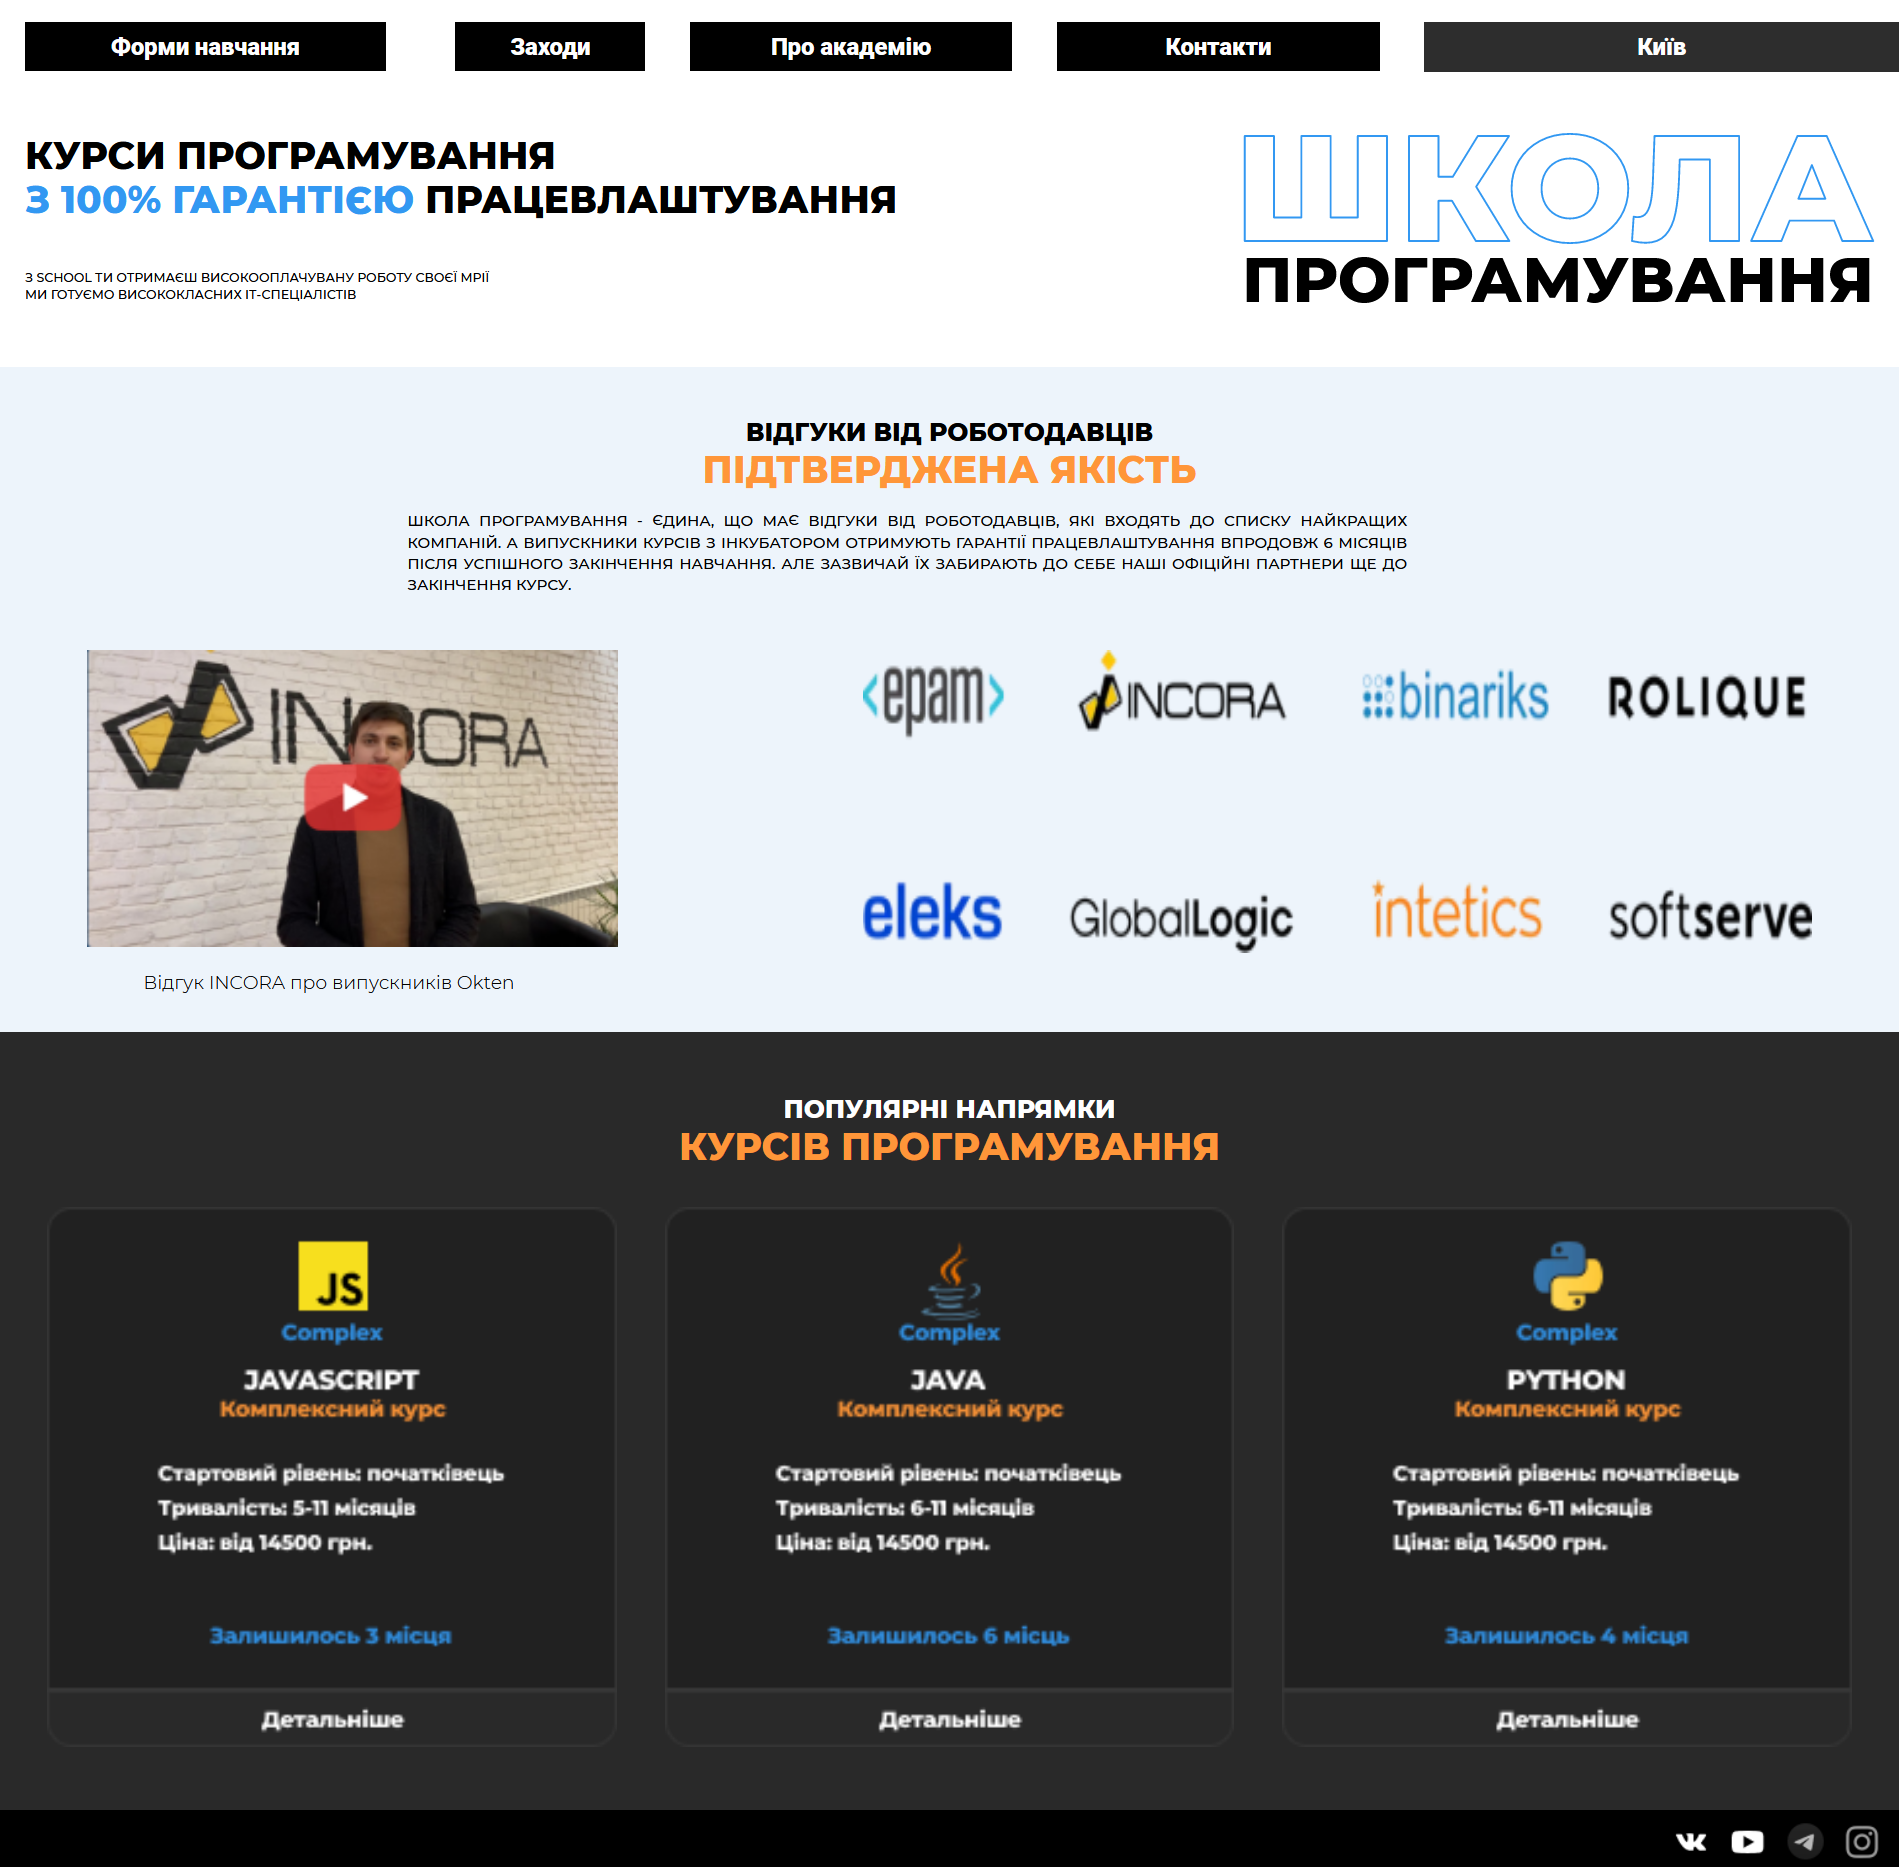 Форми навчання
Заходи
Про академію
Контакти
Київ
КУРСИ ПРОГРАМУВАННЯ
З 100% ГАРАНТІЄЮ ПРАЦЕВЛАШТУВАННЯ
З SCHOOL ТИ ОТРИМАЄШ ВИСОКООПЛАЧУВАНУ РОБОТУ СВОЄЇ МРІЇ
МИ ГОТУЄМО ВИСОКОКЛАСНИХ ІТ-СПЕЦІАЛІСТІВ
ШКОЛА
ПРОГРАМУВАННЯ
ВІДГУКИ ВІД РОБОТОДАВЦІВ
ПІДТВЕРДЖЕНА ЯКІСТЬ
ШКОЛА ПРОГРАМУВАННЯ - ЄДИНА, ЩО МАЄ ВІДГУКИ ВІД РОБОТОДАВЦІВ, ЯКІ ВХОДЯТЬ ДО СПИСКУ НАЙКРАЩИХ
КОМПАНІЙ. А ВИПУСКНИКИ КУРСІВ З ІНКУБАТОРОМ ОТРИМУЮТЬ ГАРАНТІЇ ПРАЦЕВЛАШТУВАННЯ ВПРОДОВЖ 6 МІСЯЦІВ
ПІСЛЯ УСПІШНОГО ЗАКІНЧЕННЯ НАВЧАННЯ. АЛЕ ЗАЗВИЧАЙ ЇХ ЗАБИРАЮТЬ ДО СЕБЕ НАШІ ОФІЦІЙНІ ПАРТНЕРИ ЩЕ ДО
ЗАКІНЧЕННЯ КУРСУ.
INCORA
Відгук INCORA про випускників Okten
<epam>
INCORA
binariks
ROLIQUE
eleks
GlobalLogic
intetics
softserve
ПОПУЛЯРНІ НАПРЯМКИ
КУРСІВ ПРОГРАМУВАННЯ
JS
Complex
JAVASCRIPT
Комплексний курс
Стартовий рівень: початківець
Тривалість: 5-11 місяців
Ціна: від 14500 грн.
Залишилось 3 місця
Детальніше
Complex
JAVA
Комплексний курс
Стартовий рівень: початківець
Тривалість: 6-11 місяців
Ціна: від 14500 грн.
Залишилось 6 місць
Детальніше
Complex
PYTHON
Комплексний курс
Стартовий рівень: початківець
Тривалість: 6-11 місяців
Ціна: від 14500 грн.
Залишилось 4 місця
Детальніше